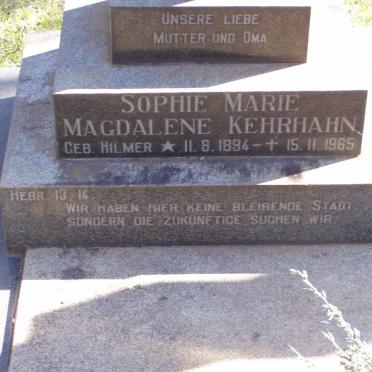 UNSERE LIEBE
MUTTER UND OMA
SOPHIE MARIE
MAGDALENE KEHRHAHN
GEB. HILMER ★ 11. 8. 1894 – ✝ 15. 11. 1965
HEBR. 13, 14
WIR HABEN HIER KEINE BLEIBENDE STADT
SONDERN DIE ZUKÜNFTIGE SUCHEN WIR.